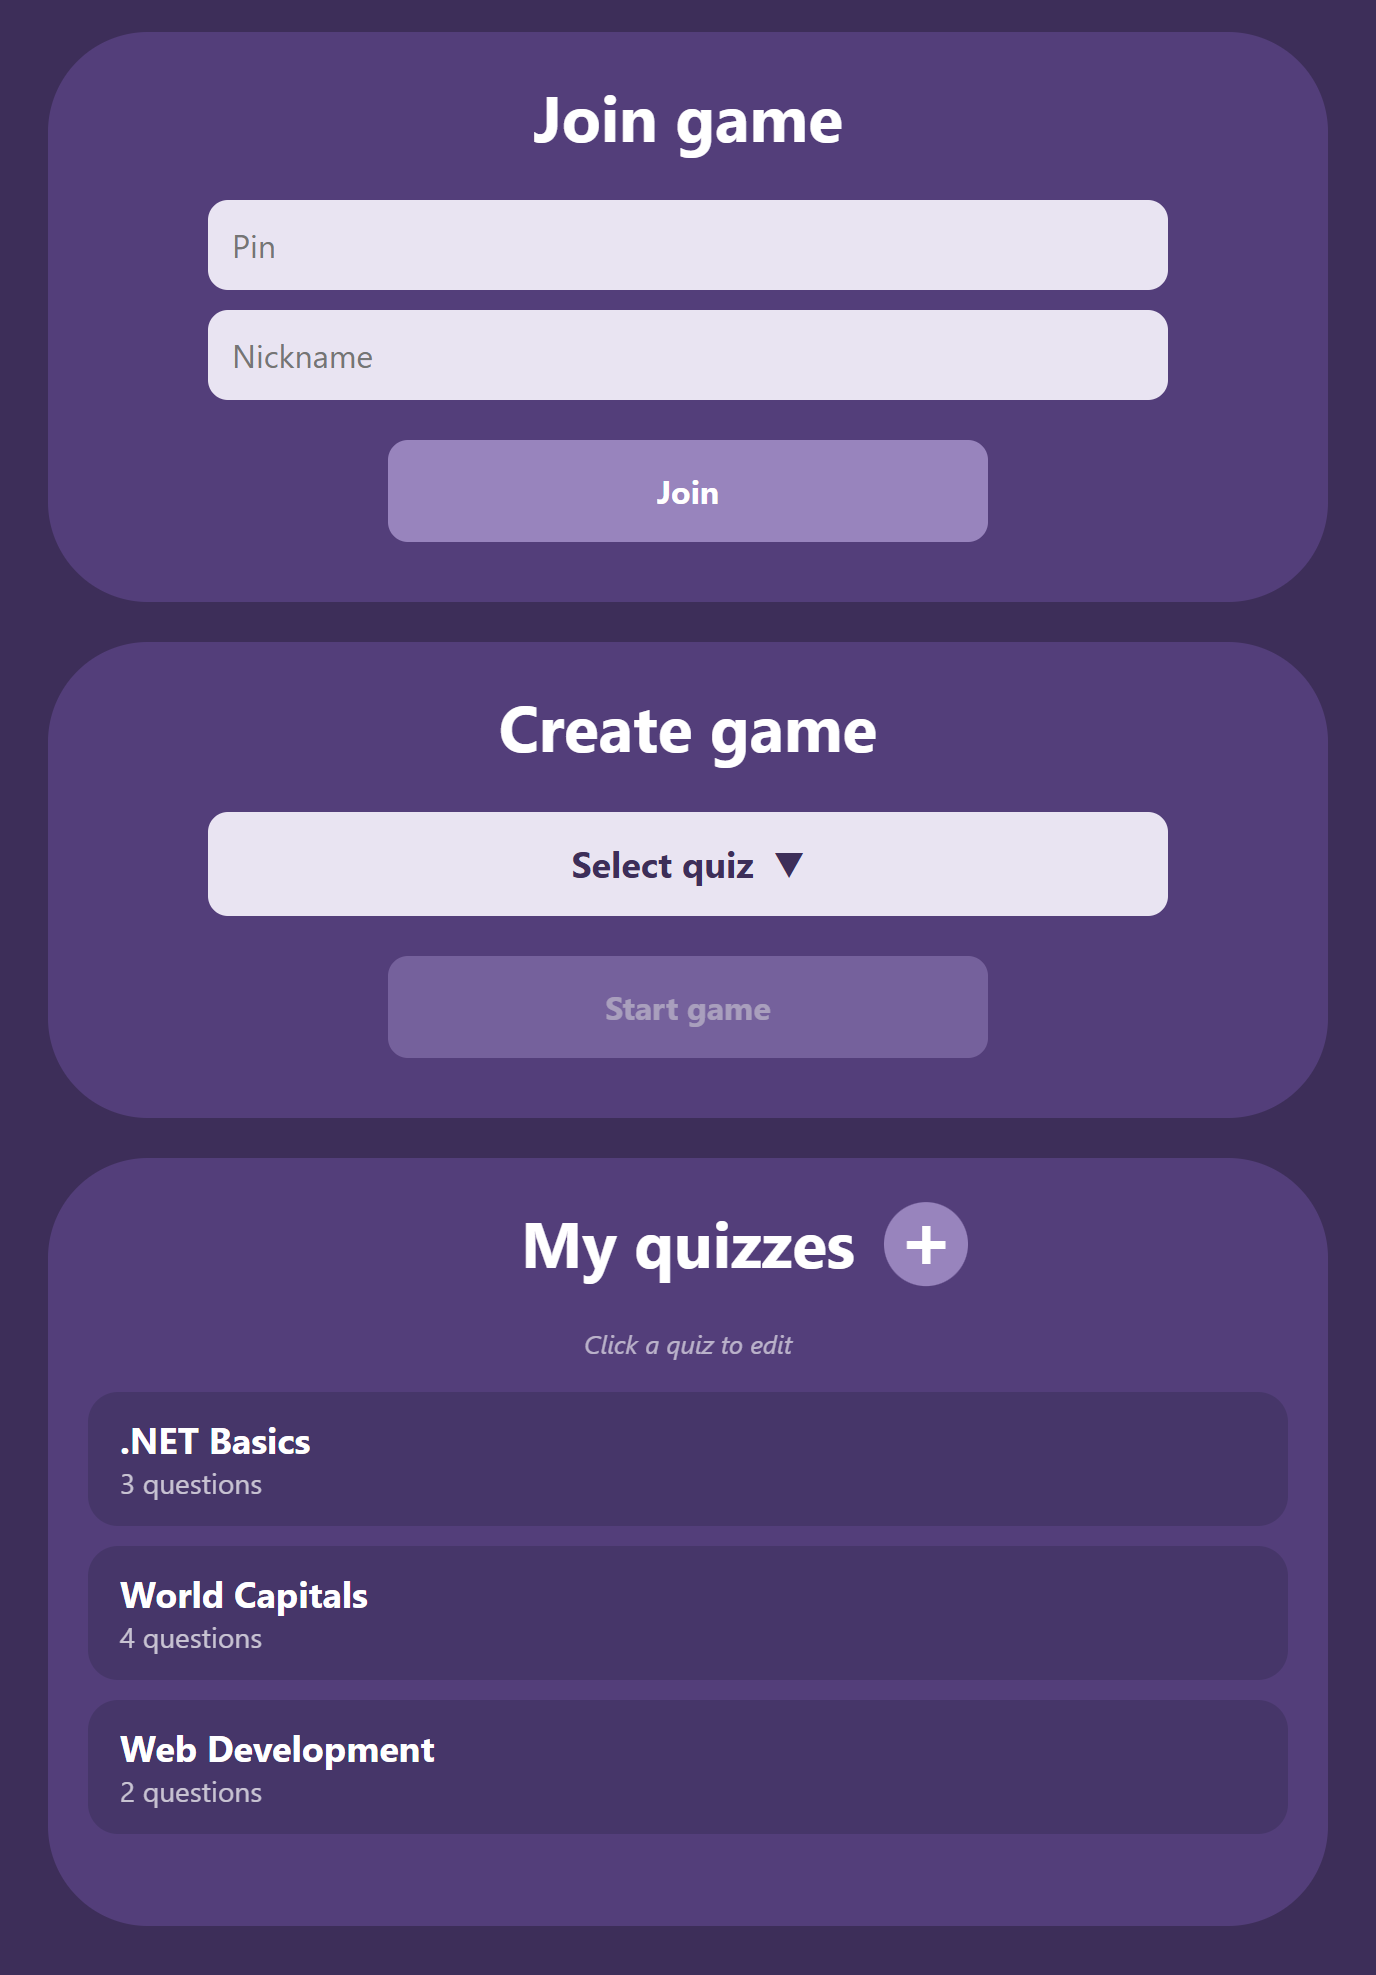 Join game
Pin
Nickname
Join
Create game
Select quiz ▼
Start game
My quizzes +
Click a quiz to edit
.NET Basics
3 questions
World Capitals
4 questions
Web Development
2 questions